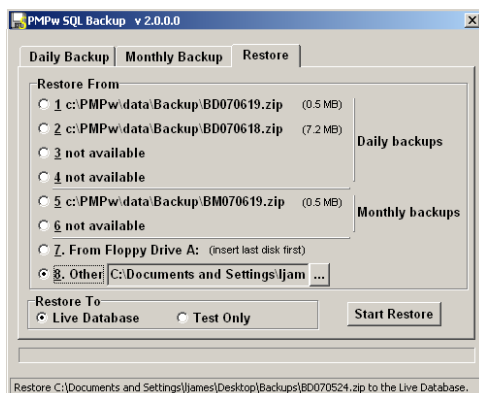 PMPw SQL Backup v 2.0.0.0
Daily Backup Monthly Backup Restore
Restore From
1 c:\PMPw\data\Backup\BD070619.zip (0.5 MB)
2 c:\PMPw\data\Backup\BD070618.zip (7.2 MB)
Daily backups
3 not available
4 not available
5 c:\PMPw\data\Backup\BM070619.zip (0.5 MB)
Monthly backups
6 not available
7. From Floppy Drive A: (insert last disk first)
8. Other C:\Documents and Settings\ljam ...
Restore To
Live Database Test Only Start Restore
Restore C:\Documents and Settings\ljames\Desktop\Backups\BD070524.zip to the Live Database.